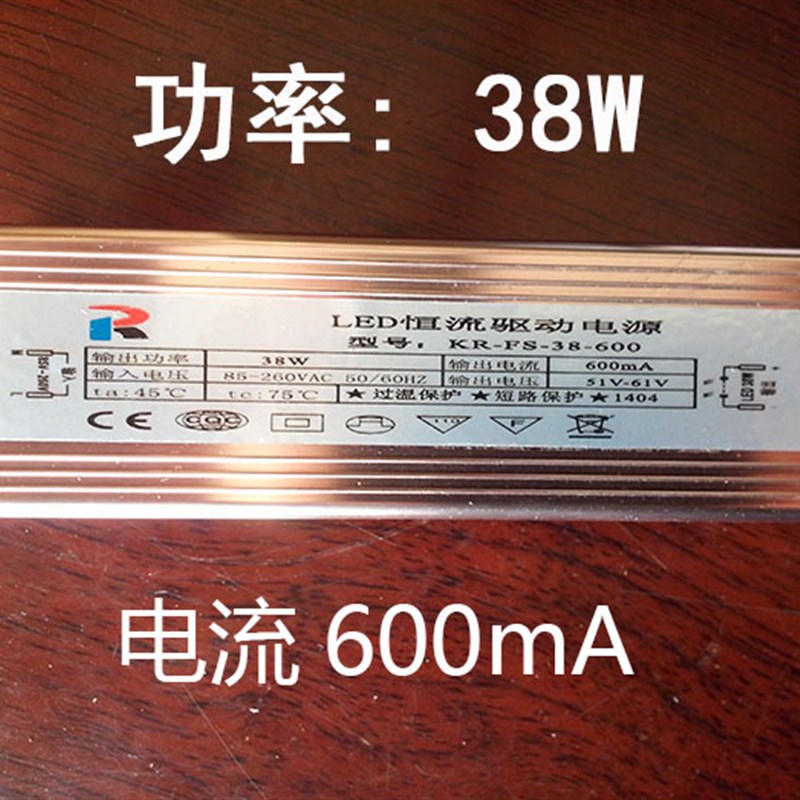 功率: 38W
LED恒流驱动电源
型号: KR-FS-38-600
输出功率 38W 输出电流 600mA
输入电压 85-260VAC 50/60HZ 输出电压 51V-61V
ta:45℃ tc:75℃ ★过温保护 ★短路保护 ★1404
CE CQC 110 F
电流 600mA